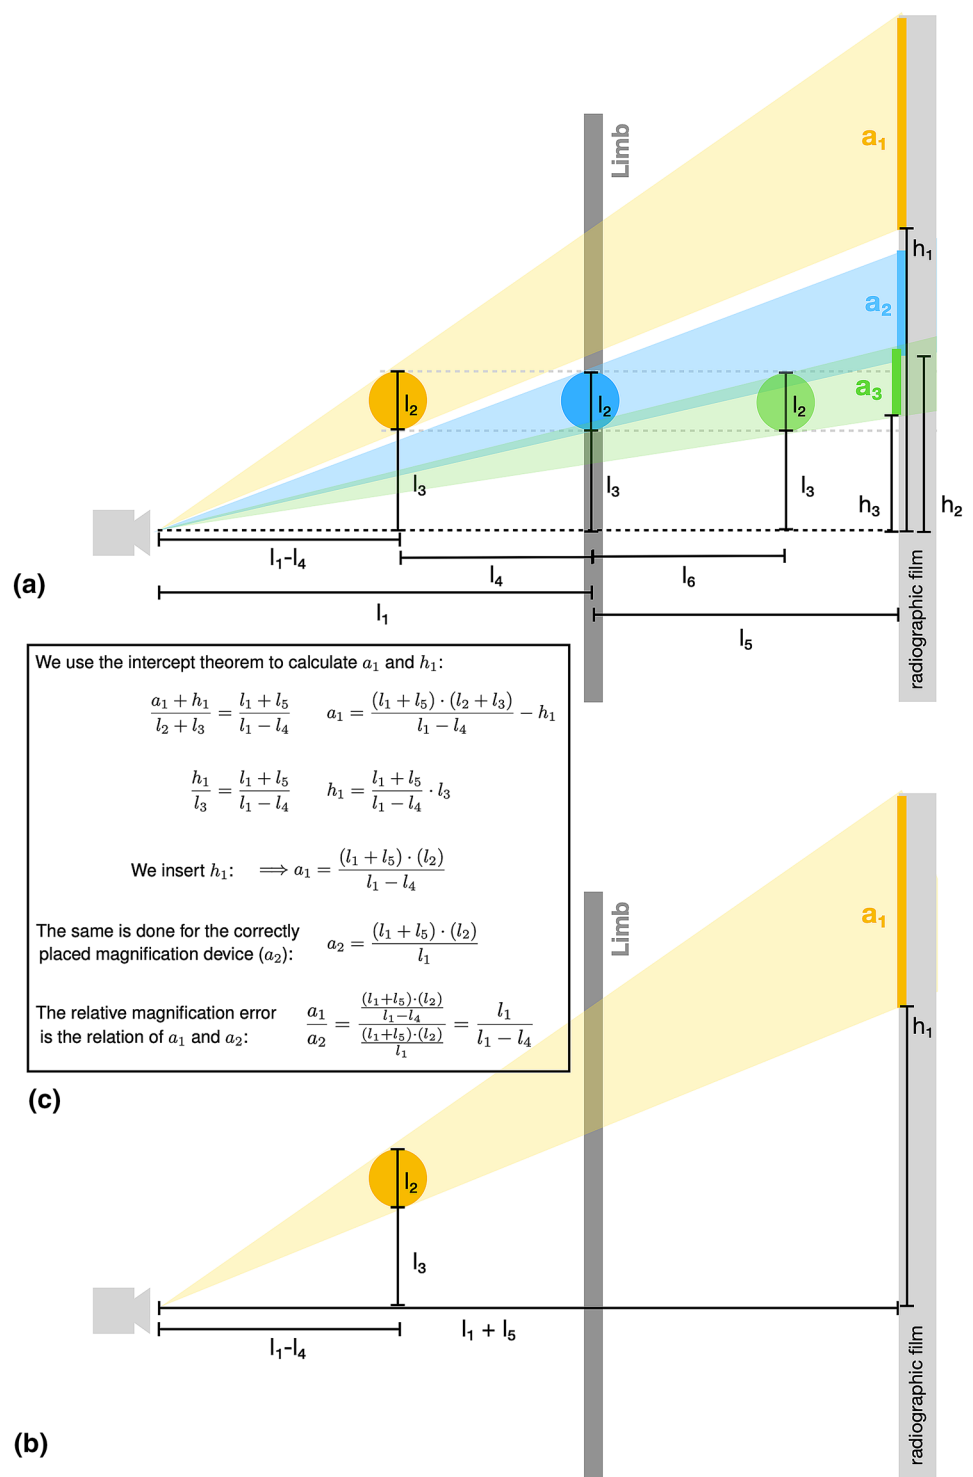 Limb
a₁
h₁
a₂
a₃
l₂
l₂
l₂
l₃
l₃
l₃
h₃
h₂
l₁-l₄
l₄
l₆
(a)
l₁
l₅
radiographic film
We use the intercept theorem to calculate a₁ and h₁:
(a₁ + h₁)/(l₂ + l₃) = (l₁ + l₅)/(l₁ − l₄) a₁ = ((l₁ + l₅) · (l₂ + l₃))/(l₁ − l₄) − h₁
h₁/l₃ = (l₁ + l₅)/(l₁ − l₄) h₁ = (l₁ + l₅)/(l₁ − l₄) · l₃
We insert h₁: ⟹ a₁ = ((l₁ + l₅) · (l₂))/(l₁ − l₄)
The same is done for the correctly
placed magnification device (a₂): a₂ = ((l₁ + l₅) · (l₂))/l₁
The relative magnification error
is the relation of a₁ and a₂: a₁/a₂ = (((l₁+l₅)·(l₂))/(l₁−l₄))/(((l₁+l₅)·(l₂))/l₁) = l₁/(l₁ − l₄)
(c)
Limb
a₁
h₁
l₂
l₃
l₁ + l₅
l₁-l₄
radiographic film
(b)